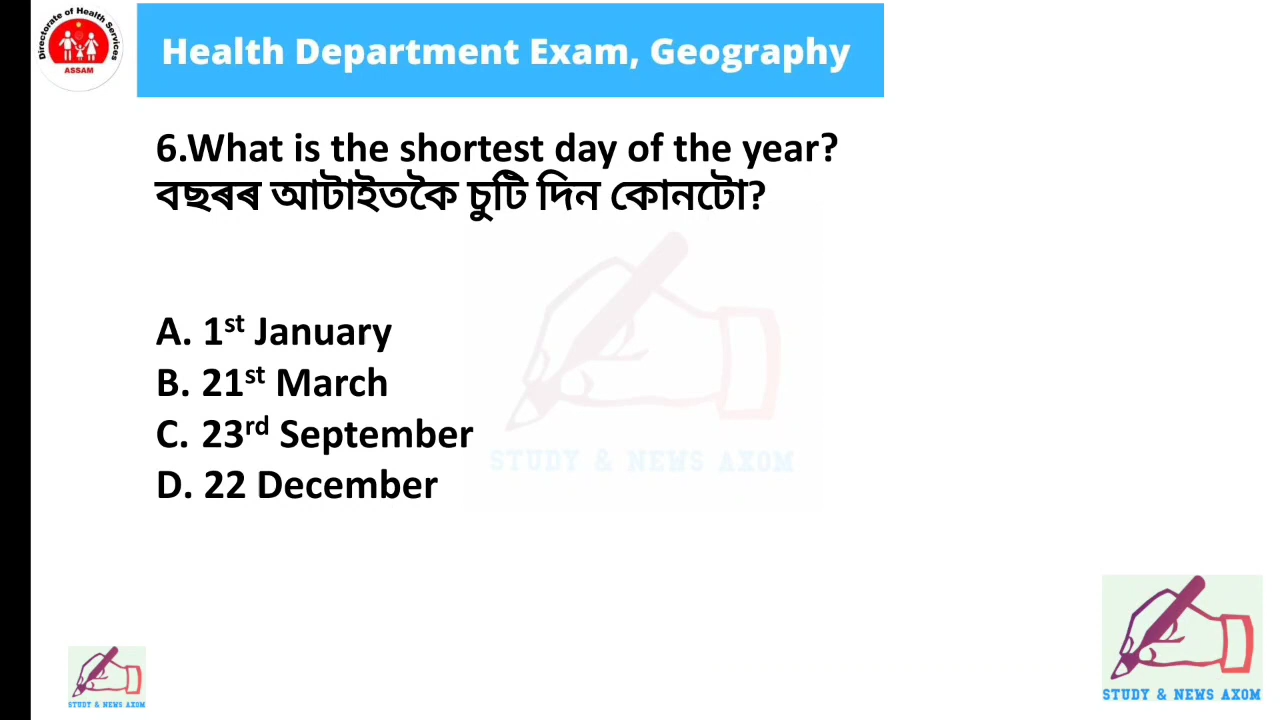 Directorate of Health Services
ASSAM
Health Department Exam, Geography
6.What is the shortest day of the year?
বছৰৰ আটাইতকৈ চুটি দিন কোনটো?
A. 1st January
B. 21st March
C. 23rd September
D. 22 December
STUDY & NEWS AXOM
STUDY & NEWS AXOM
STUDY & NEWS AXOM